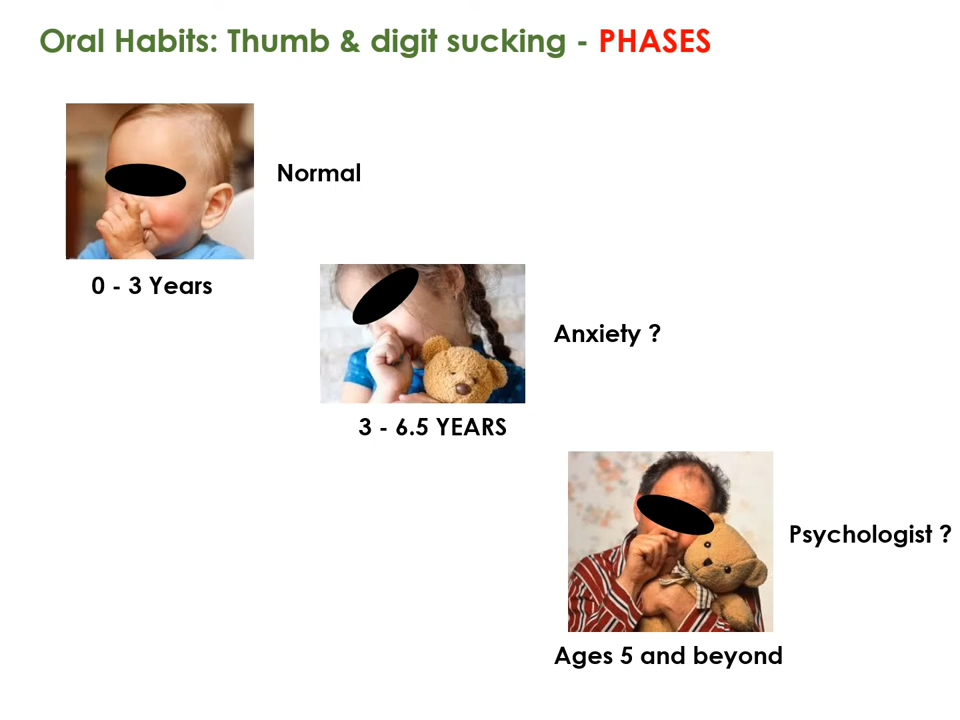 Oral Habits: Thumb & digit sucking - PHASES
Normal
0 - 3 Years
Anxiety ?
3 - 6.5 YEARS
Psychologist ?
Ages 5 and beyond